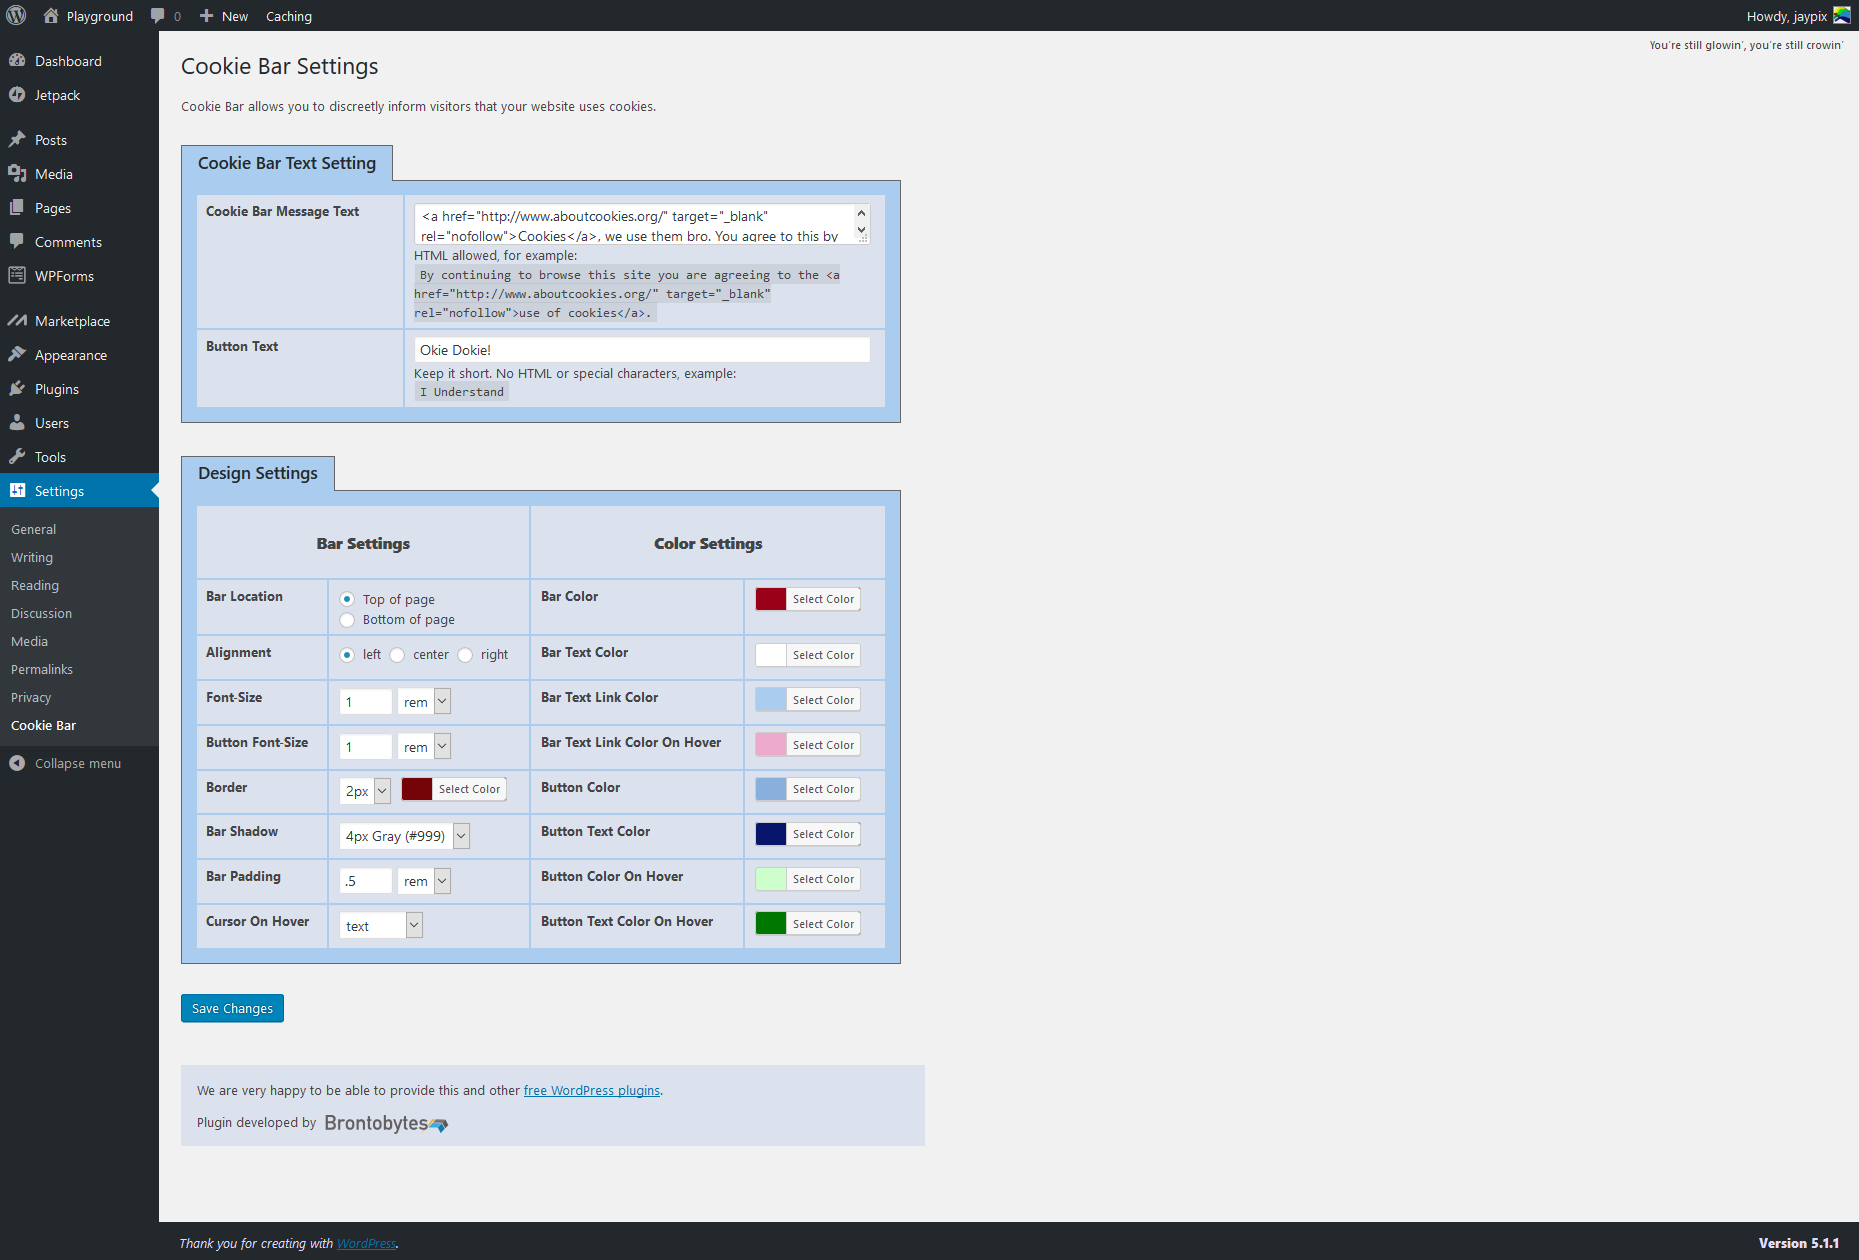 Playground 0 New Caching Howdy, jaypix
You're still glowin', you're still crowin'
Dashboard
Jetpack
Posts
Media
Pages
Comments
WPForms
Marketplace
Appearance
Plugins
Users
Tools
Settings
General
Writing
Reading
Discussion
Media
Permalinks
Privacy
Cookie Bar
Collapse menu
Cookie Bar Settings
Cookie Bar allows you to discreetly inform visitors that your website uses cookies.
Cookie Bar Text Setting
Cookie Bar Message Text
<a href="http://www.aboutcookies.org/" target="_blank"
rel="nofollow">Cookies</a>, we use them bro. You agree to this by
HTML allowed, for example:
By continuing to browse this site you are agreeing to the <a
href="http://www.aboutcookies.org/" target="_blank"
rel="nofollow">use of cookies</a>.
Button Text
Okie Dokie!
Keep it short. No HTML or special characters, example:
I Understand
Design Settings
Bar Settings Color Settings
Bar Location Top of page Bar Color Select Color
Bottom of page
Alignment left center right Bar Text Color Select Color
Font-Size 1 rem Bar Text Link Color Select Color
Button Font-Size 1 rem Bar Text Link Color On Hover Select Color
Border 2px Select Color Button Color Select Color
Bar Shadow 4px Gray (#999) Button Text Color Select Color
Bar Padding .5 rem Button Color On Hover Select Color
Cursor On Hover text Button Text Color On Hover Select Color
Save Changes
We are very happy to be able to provide this and other free WordPress plugins.
Plugin developed by Brontobytes
Thank you for creating with WordPress. Version 5.1.1